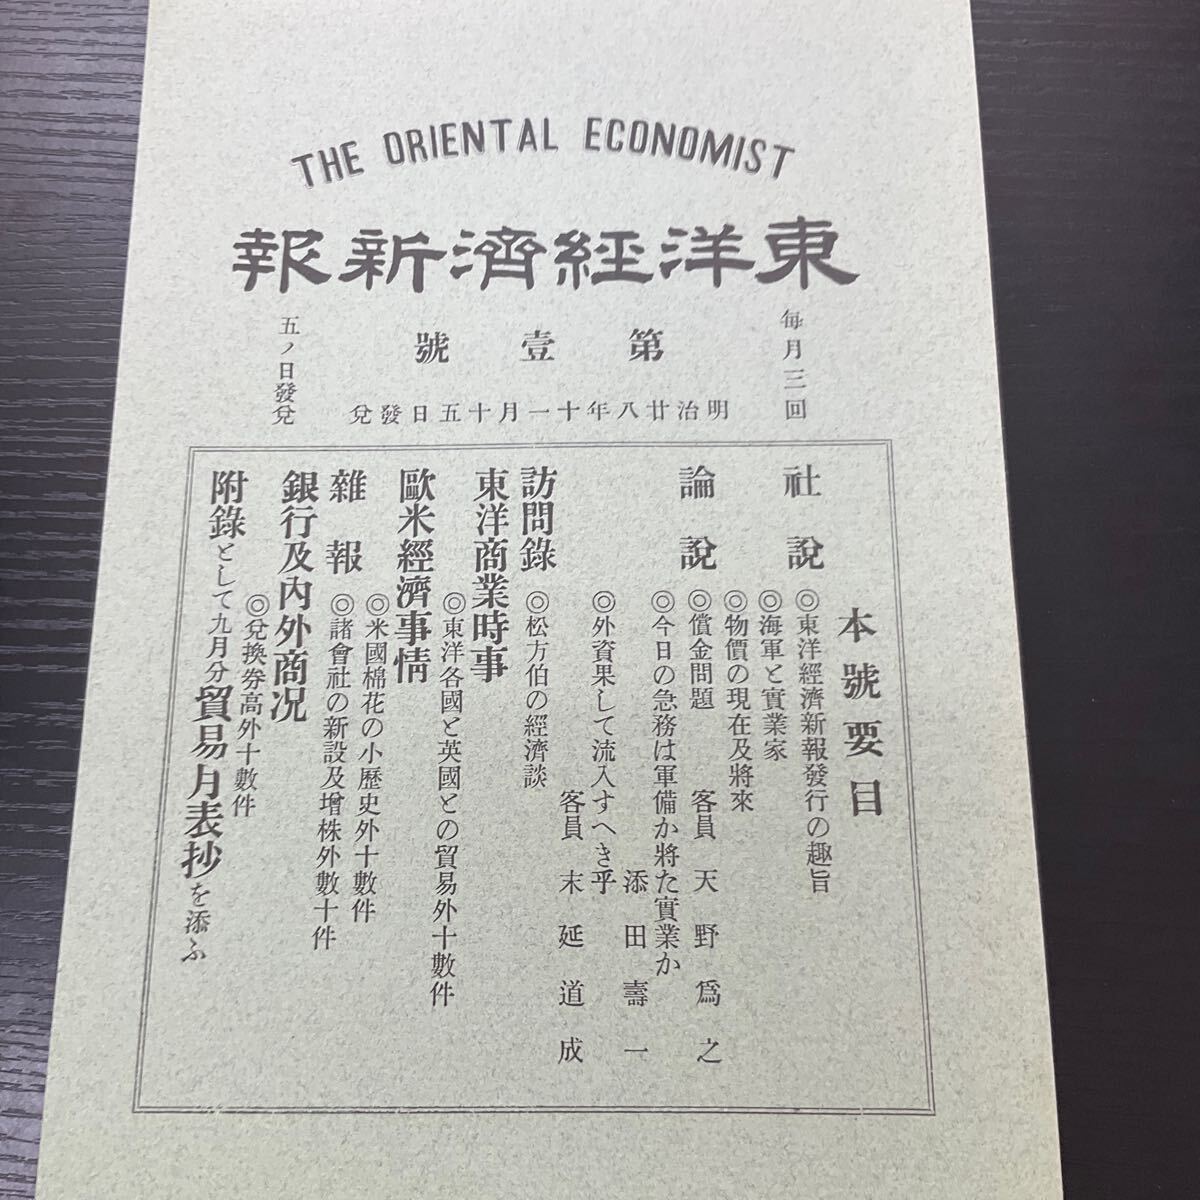 THE ORIENTAL ECONOMIST
東洋經濟新報
每月三回
第壹號
五ノ日發兌
明治廿八年十一月十五日發兌
本號要目
社說
◎東洋經濟新報發行の趣旨
◎海軍と實業家
◎物價の現在及將來
論說
◎償金問題 客員 天野爲之
◎今日の急務は軍備か將た實業か
添田壽一
◎外資果して流入すへき乎
客員 末延道成
訪問錄
◎松方伯の經濟談
東洋商業時事
◎東洋各國と英國との貿易外十數件
歐米經濟事情
◎米國棉花の小歷史外十數件
雜報
◎諸會社の新設及增株外數十件
銀行及內外商况
◎兌換券高外十數件
附錄として九月分貿易月表抄を添ふ